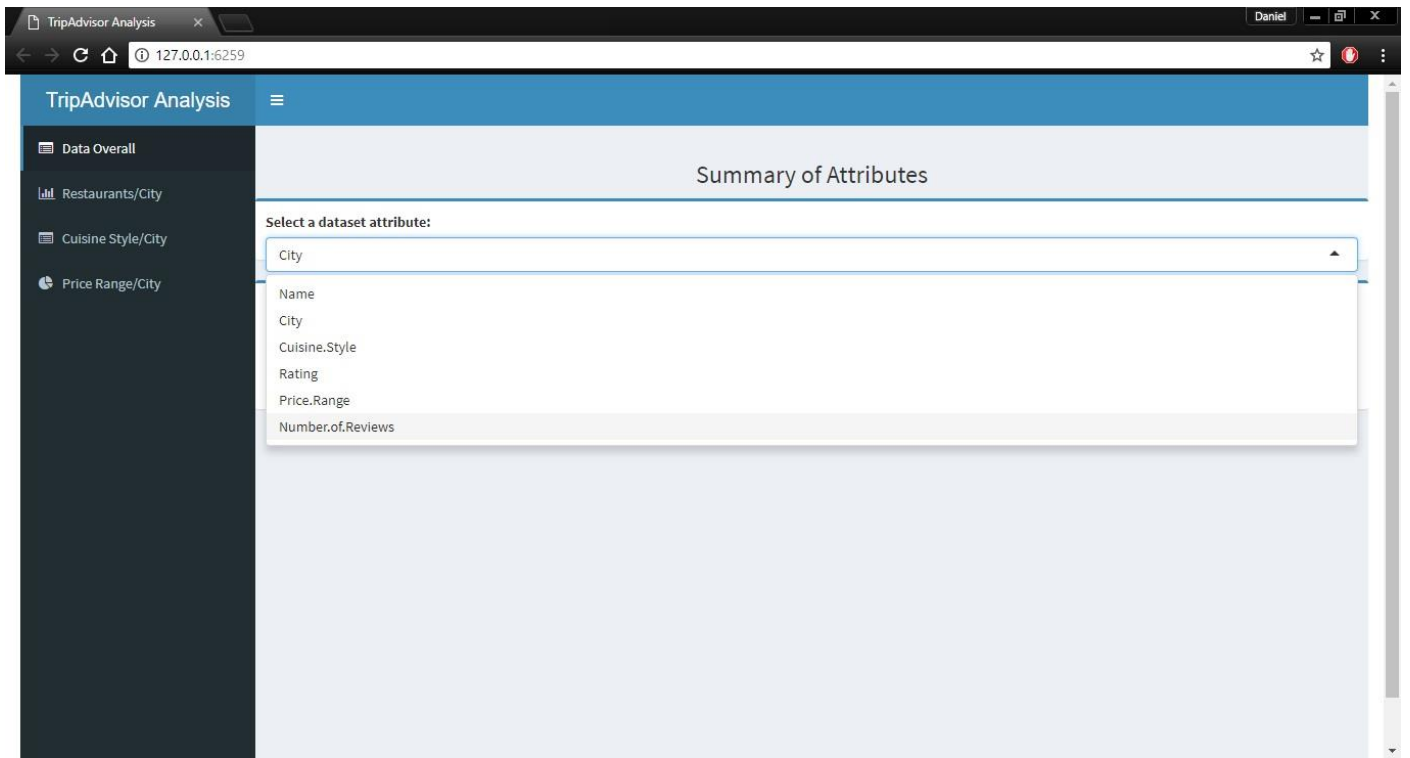 TripAdvisor Analysis
Daniel
127.0.0.1:6259
TripAdvisor Analysis
Data Overall
Restaurants/City
Cuisine Style/City
Price Range/City
Summary of Attributes
Select a dataset attribute:
City
Name
City
Cuisine.Style
Rating
Price.Range
Number.of.Reviews